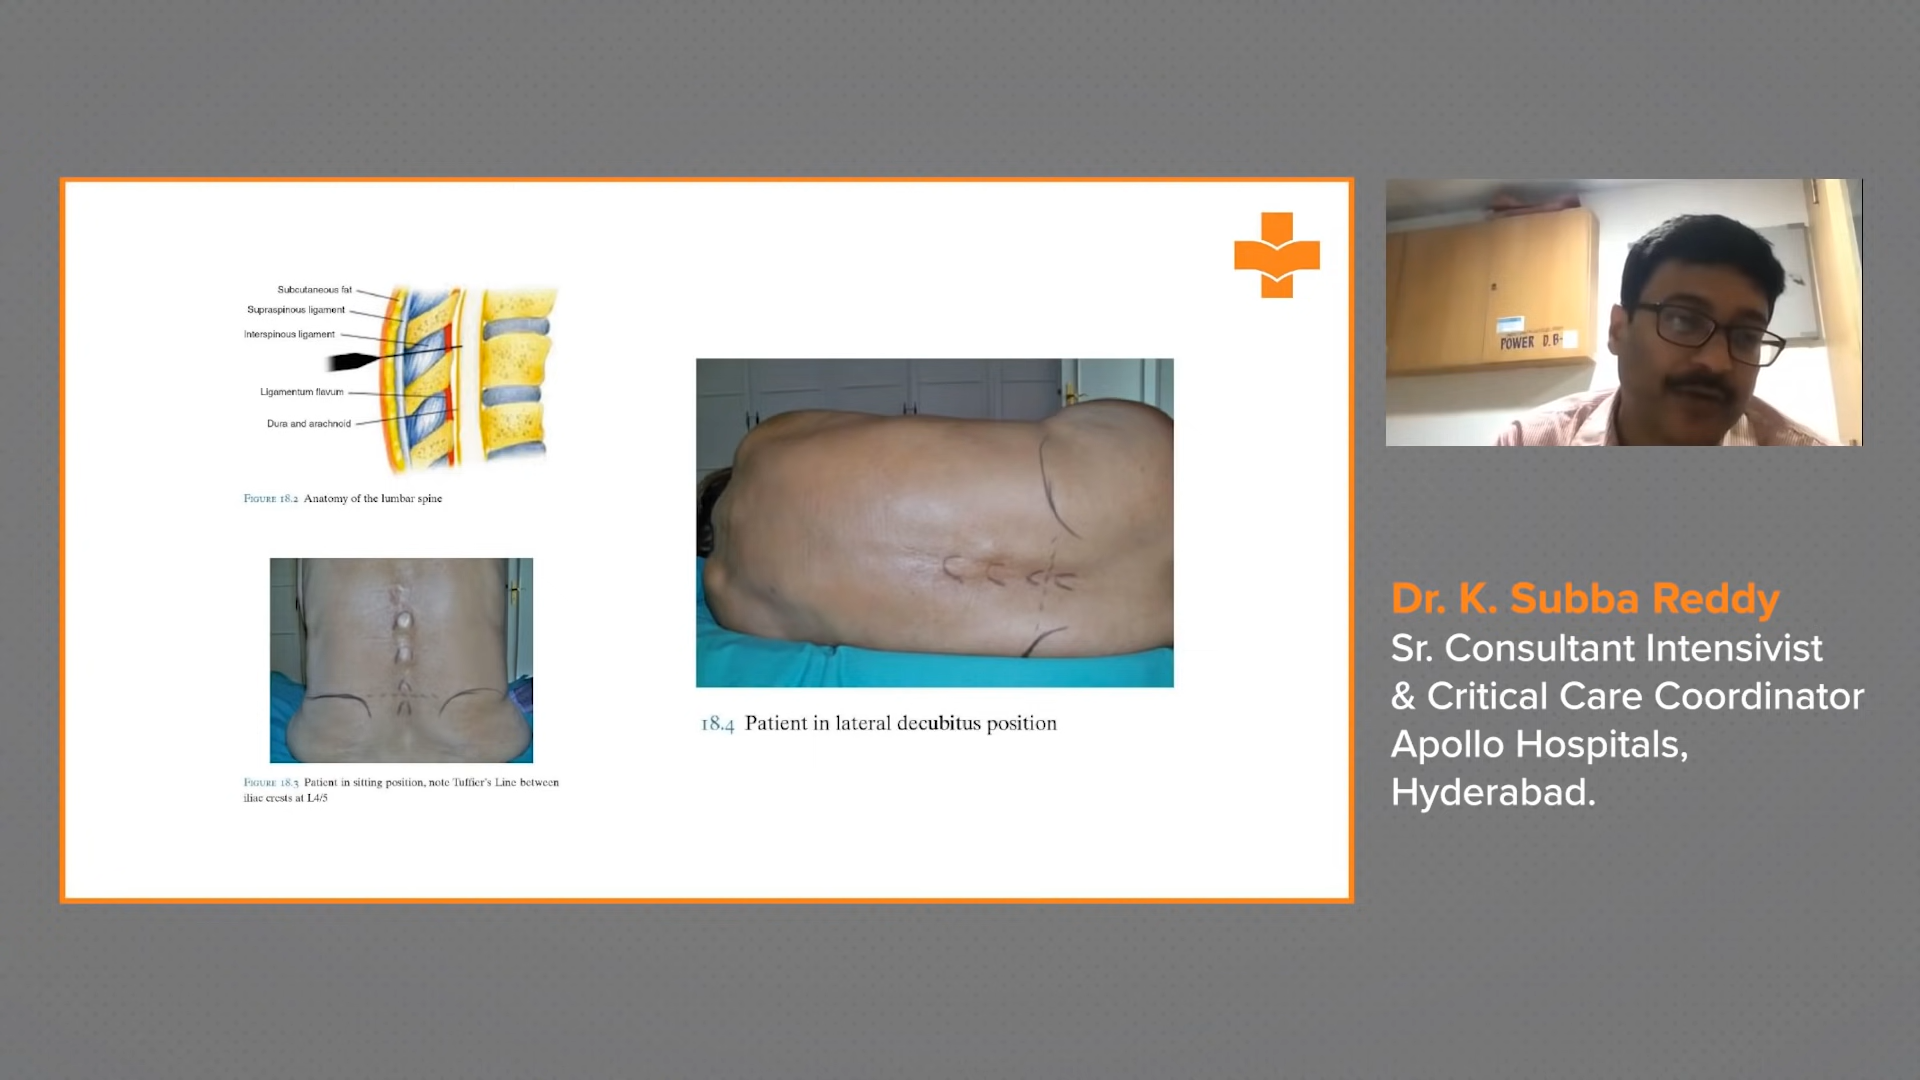 Subcutaneous fat
Supraspinous ligament
Interspinous ligament
Ligamentum flavum
Dura and arachnoid
FIGURE 18.2 Anatomy of the lumbar spine
FIGURE 18.3 Patient in sitting position, note Tuffier's Line between
iliac crests at L4/5
18.4 Patient in lateral decubitus position
POWER D.B-
Dr. K. Subba Reddy
Sr. Consultant Intensivist
& Critical Care Coordinator
Apollo Hospitals,
Hyderabad.